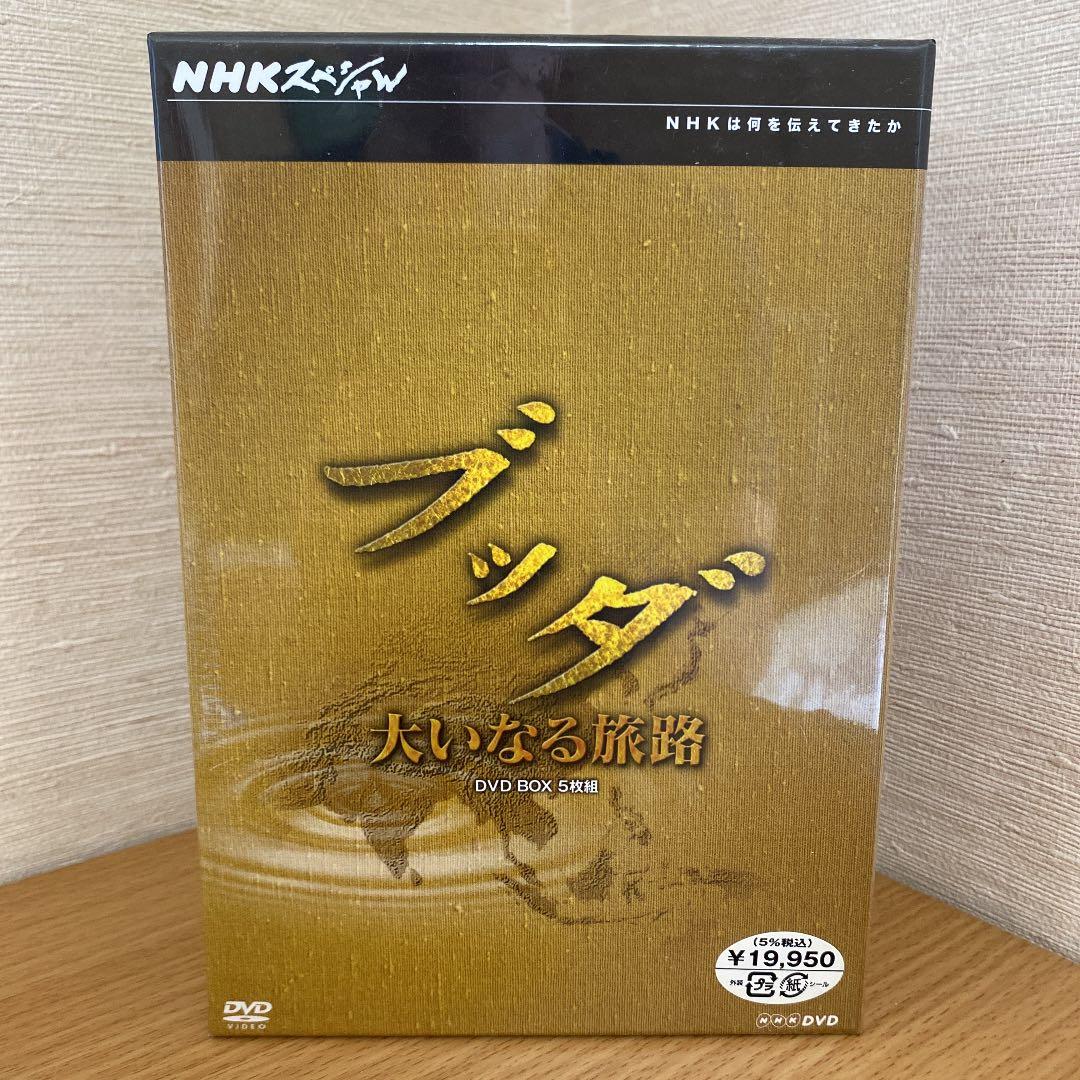 NHKスペシャル
NHKは何を伝えてきたか
ブッダ
大いなる旅路
DVD BOX 5枚組
(5%税込)
¥19,950
外装 プラ 紙 シール
DVD
VIDEO
NHK DVD